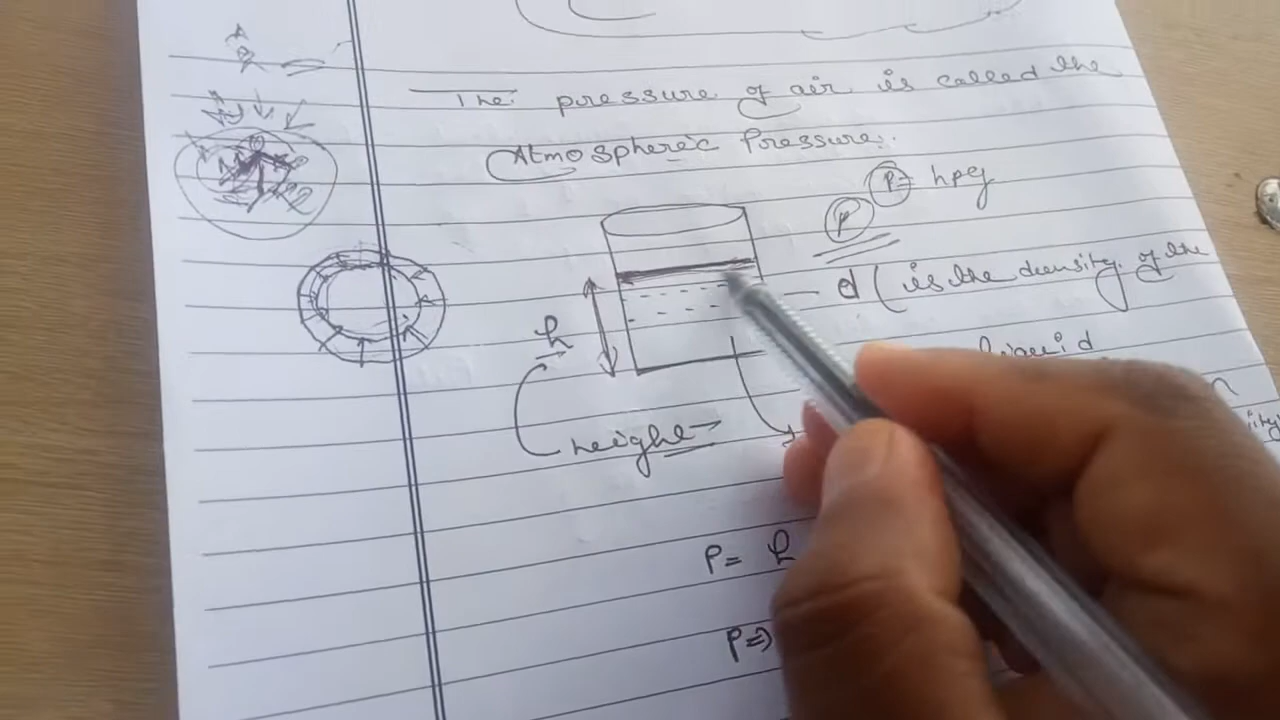 The pressure of air is called the
Atmospheric Pressure.
P = hρg
P
d (is the density of the
liquid
h
height
P = h
P ⇒